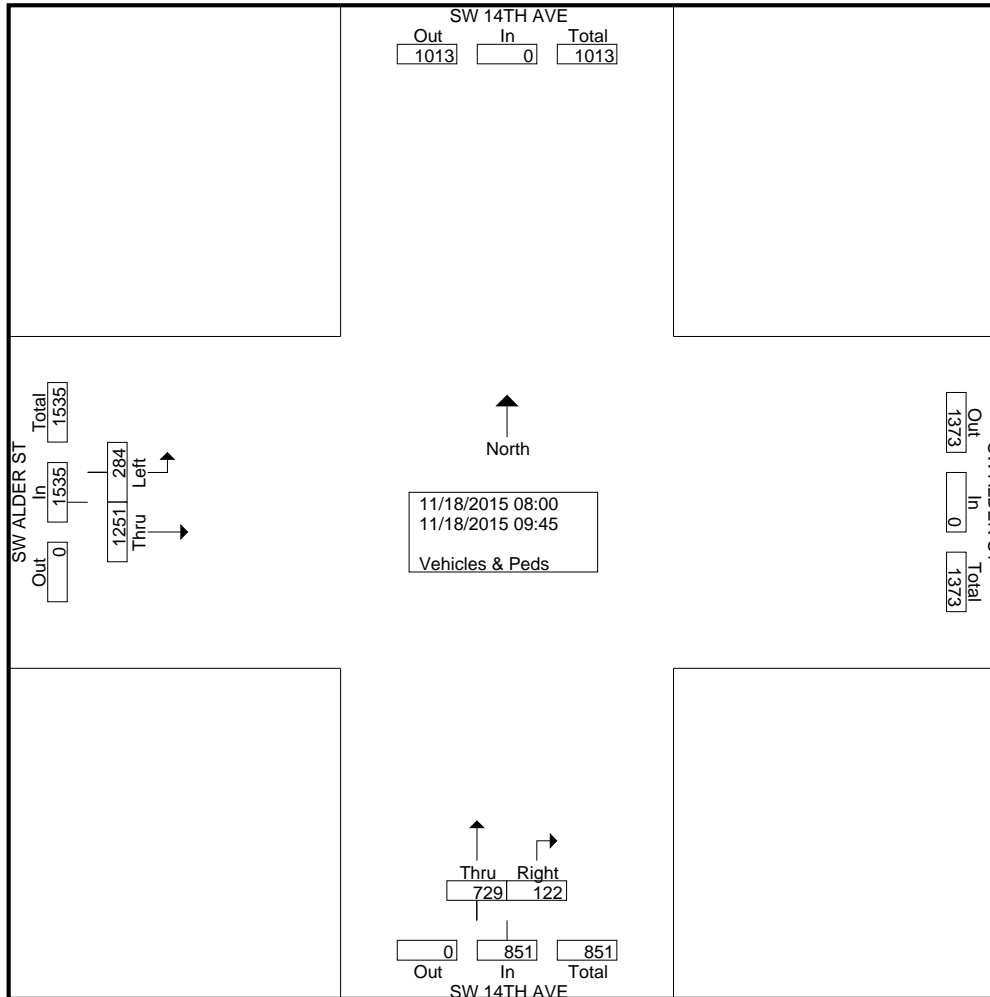 SW 14TH AVE
Out In Total
1013 0 1013
SW ALDER ST
Total 1535
In 1535
Out 0
284 Left
1251 Thru
North
11/18/2015 08:00
11/18/2015 09:45
Vehicles & Peds
Out 1373
In 0
Total 1373
Thru Right
729 122
0 851 851
Out In Total
SW 14TH AVE